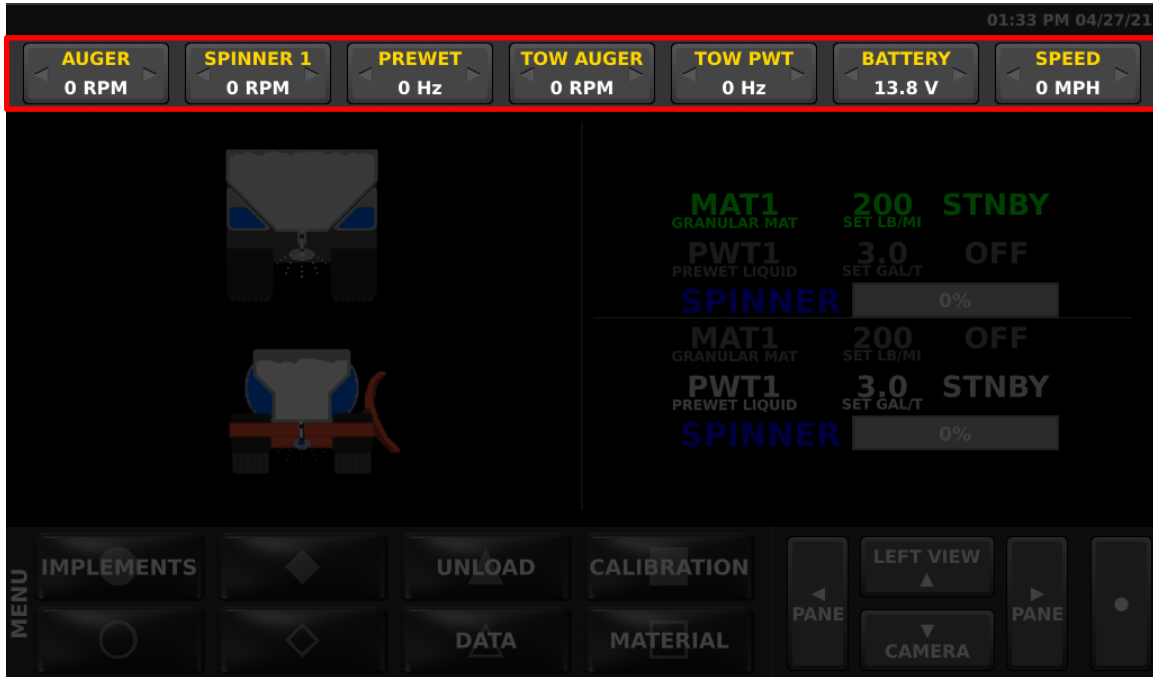 01:33 PM 04/27/21
AUGER SPINNER 1 PREWET TOW AUGER TOW PWT BATTERY SPEED
0 RPM 0 RPM 0 Hz 0 RPM 0 Hz 13.8 V 0 MPH
MAT1 200 STNBY
GRANULAR MAT SET LB/MI
PWT1 3.0 OFF
PREWET LIQUID SET GAL/T
SPINNER 0%
MAT1 200 OFF
GRANULAR MAT SET LB/MI
PWT1 3.0 STNBY
PREWET LIQUID SET GAL/T
SPINNER 0%
MENU
IMPLEMENTS UNLOAD CALIBRATION
DATA MATERIAL
PANE
LEFT VIEW
CAMERA
PANE